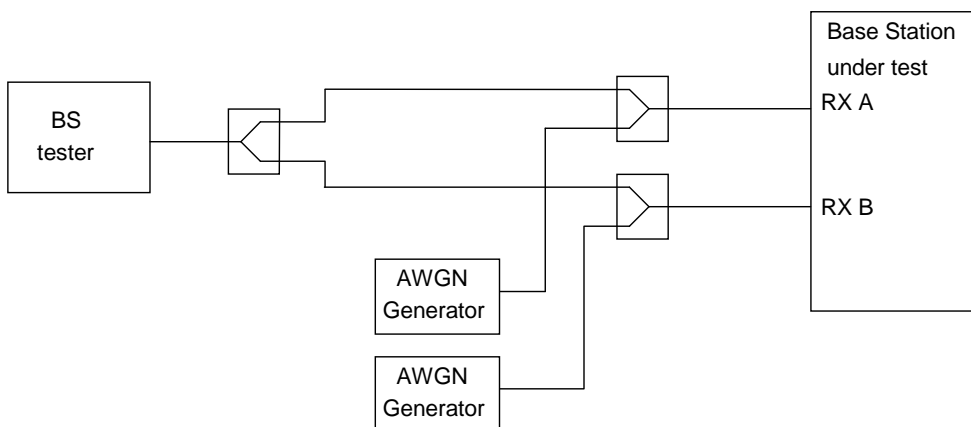 Base Station
under test
RX A
BS
tester
RX B
AWGN
Generator
AWGN
Generator